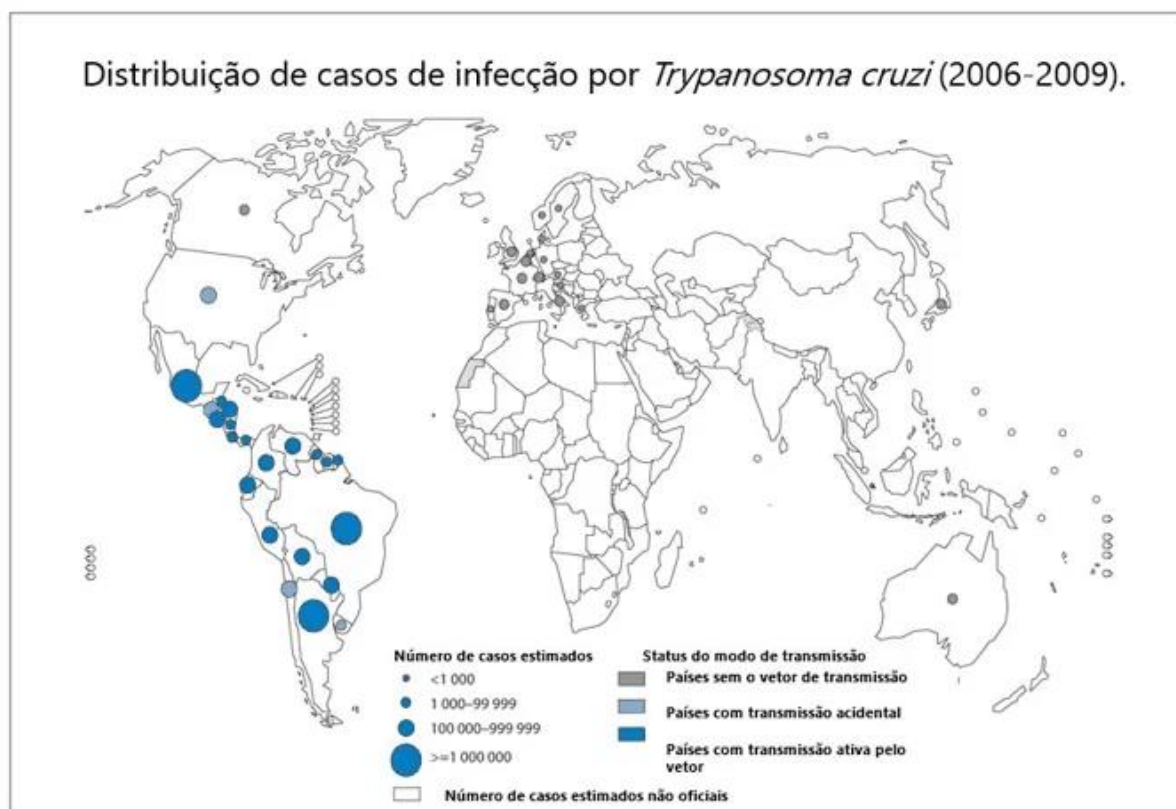 Distribuição de casos de infecção por Trypanosoma cruzi (2006-2009).
Número de casos estimados
<1 000
1 000–99 999
100 000–999 999
>=1 000 000
Número de casos estimados não oficiais
Status do modo de transmissão
Países sem o vetor de transmissão
Países com transmissão acidental
Países com transmissão ativa pelo
vetor